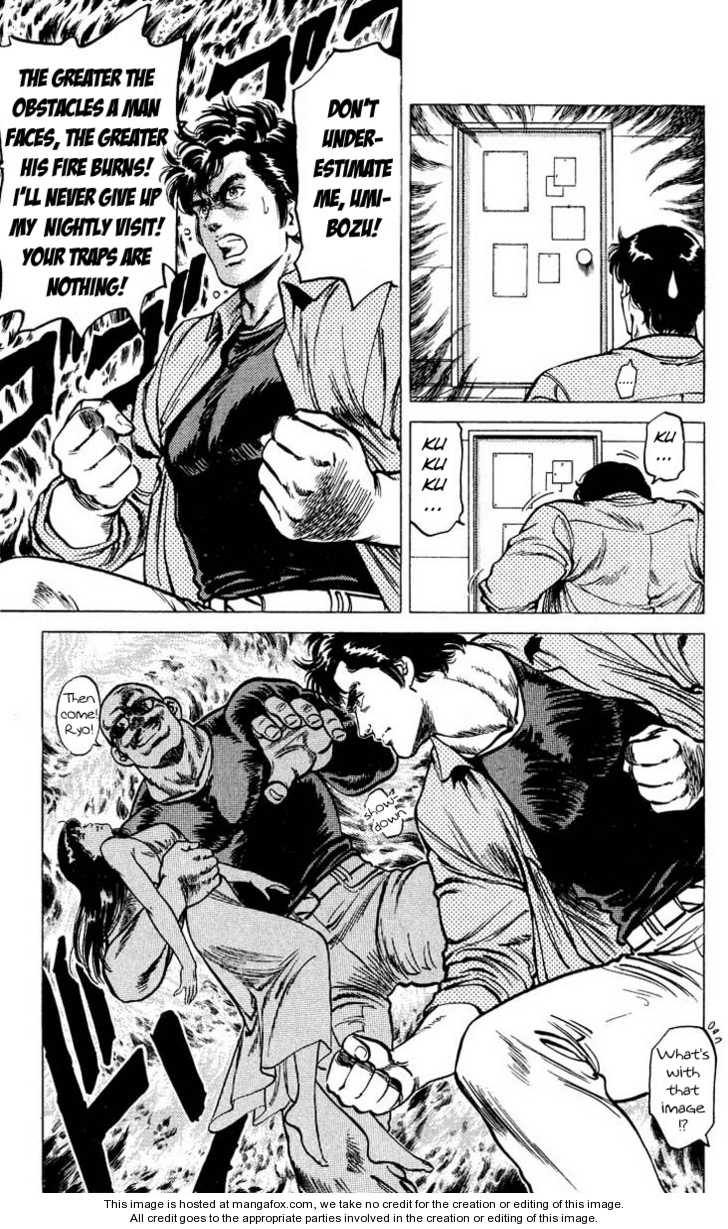 ...
KU
...
KU
KU
KU
...
DON'T
UNDER-
ESTIMATE
ME, UMI-
BOZU!
THE GREATER THE
OBSTACLES A MAN
FACES, THE GREATER
HIS FIRE BURNS!
I'LL NEVER GIVE UP
MY NIGHTLY VISIT!
YOUR TRAPS ARE
NOTHING!
Then
come!
Ryo!
"show
down"
What's
with
that
image
!?
This image is hosted at mangafox.com, we take no credit for the creation or editing of this image.
All credit goes to the appropriate parties involved in the creation or editing of this image.